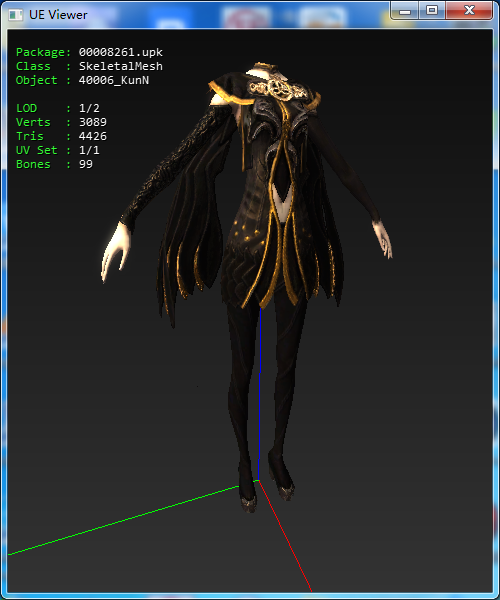 UE Viewer
Package: 00008261.upk
Class : SkeletalMesh
Object : 40006_KunN
LOD : 1/2
Verts : 3089
Tris : 4426
UV Set : 1/1
Bones : 99